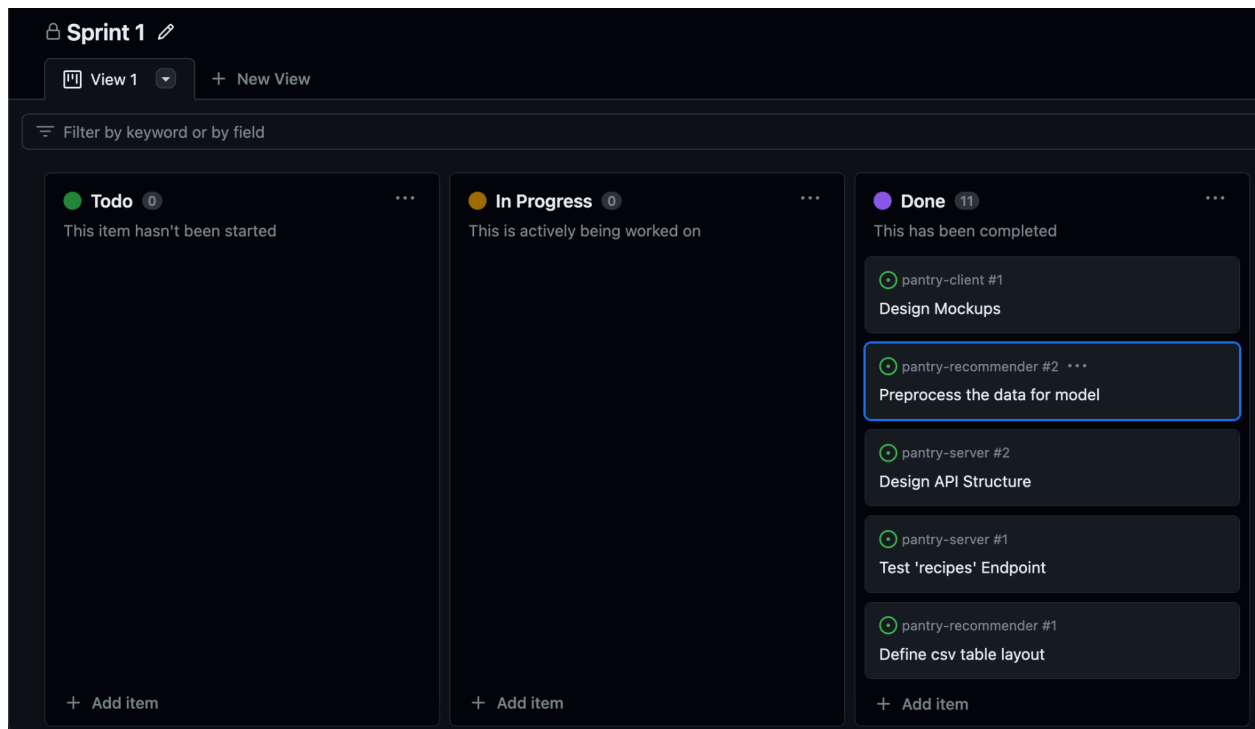 Sprint 1
View 1
New View
Filter by keyword or by field
Todo 0
This item hasn't been started
Add item
In Progress 0
This is actively being worked on
Add item
Done 11
This has been completed
pantry-client #1
Design Mockups
pantry-recommender #2
Preprocess the data for model
pantry-server #2
Design API Structure
pantry-server #1
Test 'recipes' Endpoint
pantry-recommender #1
Define csv table layout
Add item